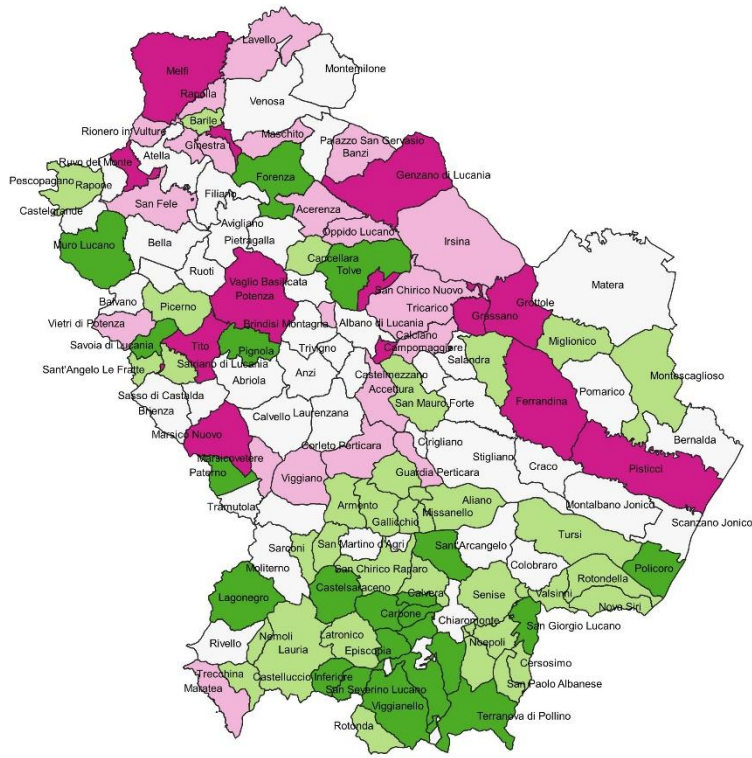 Lavello
Melfi
Montemilone
Rapolla
Venosa
Barile
Rionero in Vulture
Maschito
Palazzo San Gervasio
Ginestra
Atella
Banzi
Ruvo del Monte
Genzano di Lucania
Forenza
Pescopagano
Rapone
Filiano
San Fele
Castelgrande
Acerenza
Avigliano
Oppido Lucano
Muro Lucano
Bella
Pietragalla
Irsina
Cancellara
Tolve
Ruoti
Vaglio Basilicata
Matera
Potenza
San Chirico Nuovo
Balvano
Picerno
Grottole
Tricarico
Grassano
Vietri di Potenza
Brindisi Montagna
Albano di Lucania
Calciano
Savoia di Lucania
Tito
Pignola
Campomaggiore
Miglionico
Trivigno
Salandra
Satriano di Lucania
Sant'Angelo Le Fratte
Castelmezzano
Anzi
Montescaglioso
Abriola
Accettura
Pomarico
Sasso di Castalda
San Mauro Forte
Ferrandina
Brienza
Calvello
Laurenzana
Marsico Nuovo
Bernalda
Cirigliano
Corleto Perticara
Stigliano
Marsicovetere
Pisticci
Guardia Perticara
Craco
Paterno
Viggiano
Aliano
Tramutola
Armento
Missanello
Montalbano Jonico
Gallicchio
Scanzano Jonico
Tursi
San Martino d'Agri
Sant'Arcangelo
Sarconi
Moliterno
Colobraro
Policoro
San Chirico Raparo
Rotondella
Castelsaraceno
Calvera
Senise
Valsinni
Lagonegro
Nova Siri
Carbone
Chiaromonte
San Giorgio Lucano
Nemoli
Latronico
Rivello
Noepoli
Lauria
Episcopia
Cersosimo
Trecchina
Castelluccio Inferiore
San Paolo Albanese
Maratea
San Severino Lucano
Viggianello
Terranova di Pollino
Rotonda